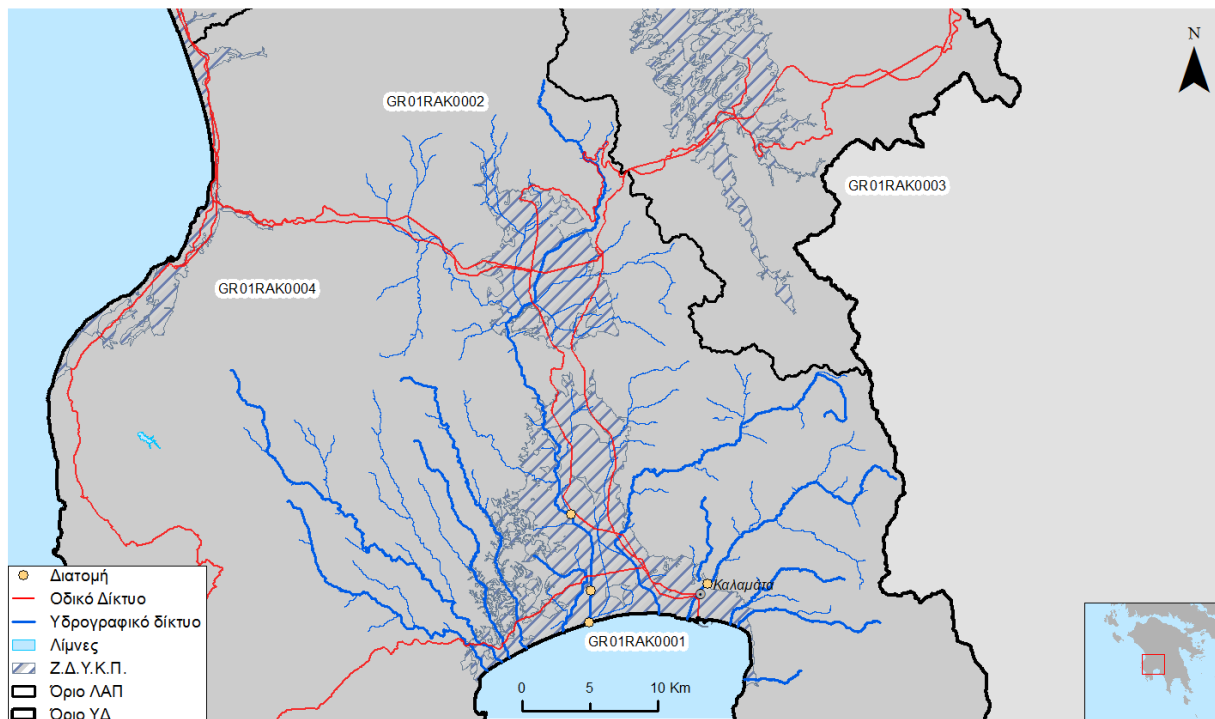 N
GR01RAK0002
GR01RAK0003
GR01RAK0004
Καλαμάτα
GR01RAK0001
0 5 10 Km
Διατομή
Οδικό Δίκτυο
Υδρογραφικό δίκτυο
Λίμνες
Ζ.Δ.Υ.Κ.Π.
Όριο ΛΑΠ
Όριο ΥΔ